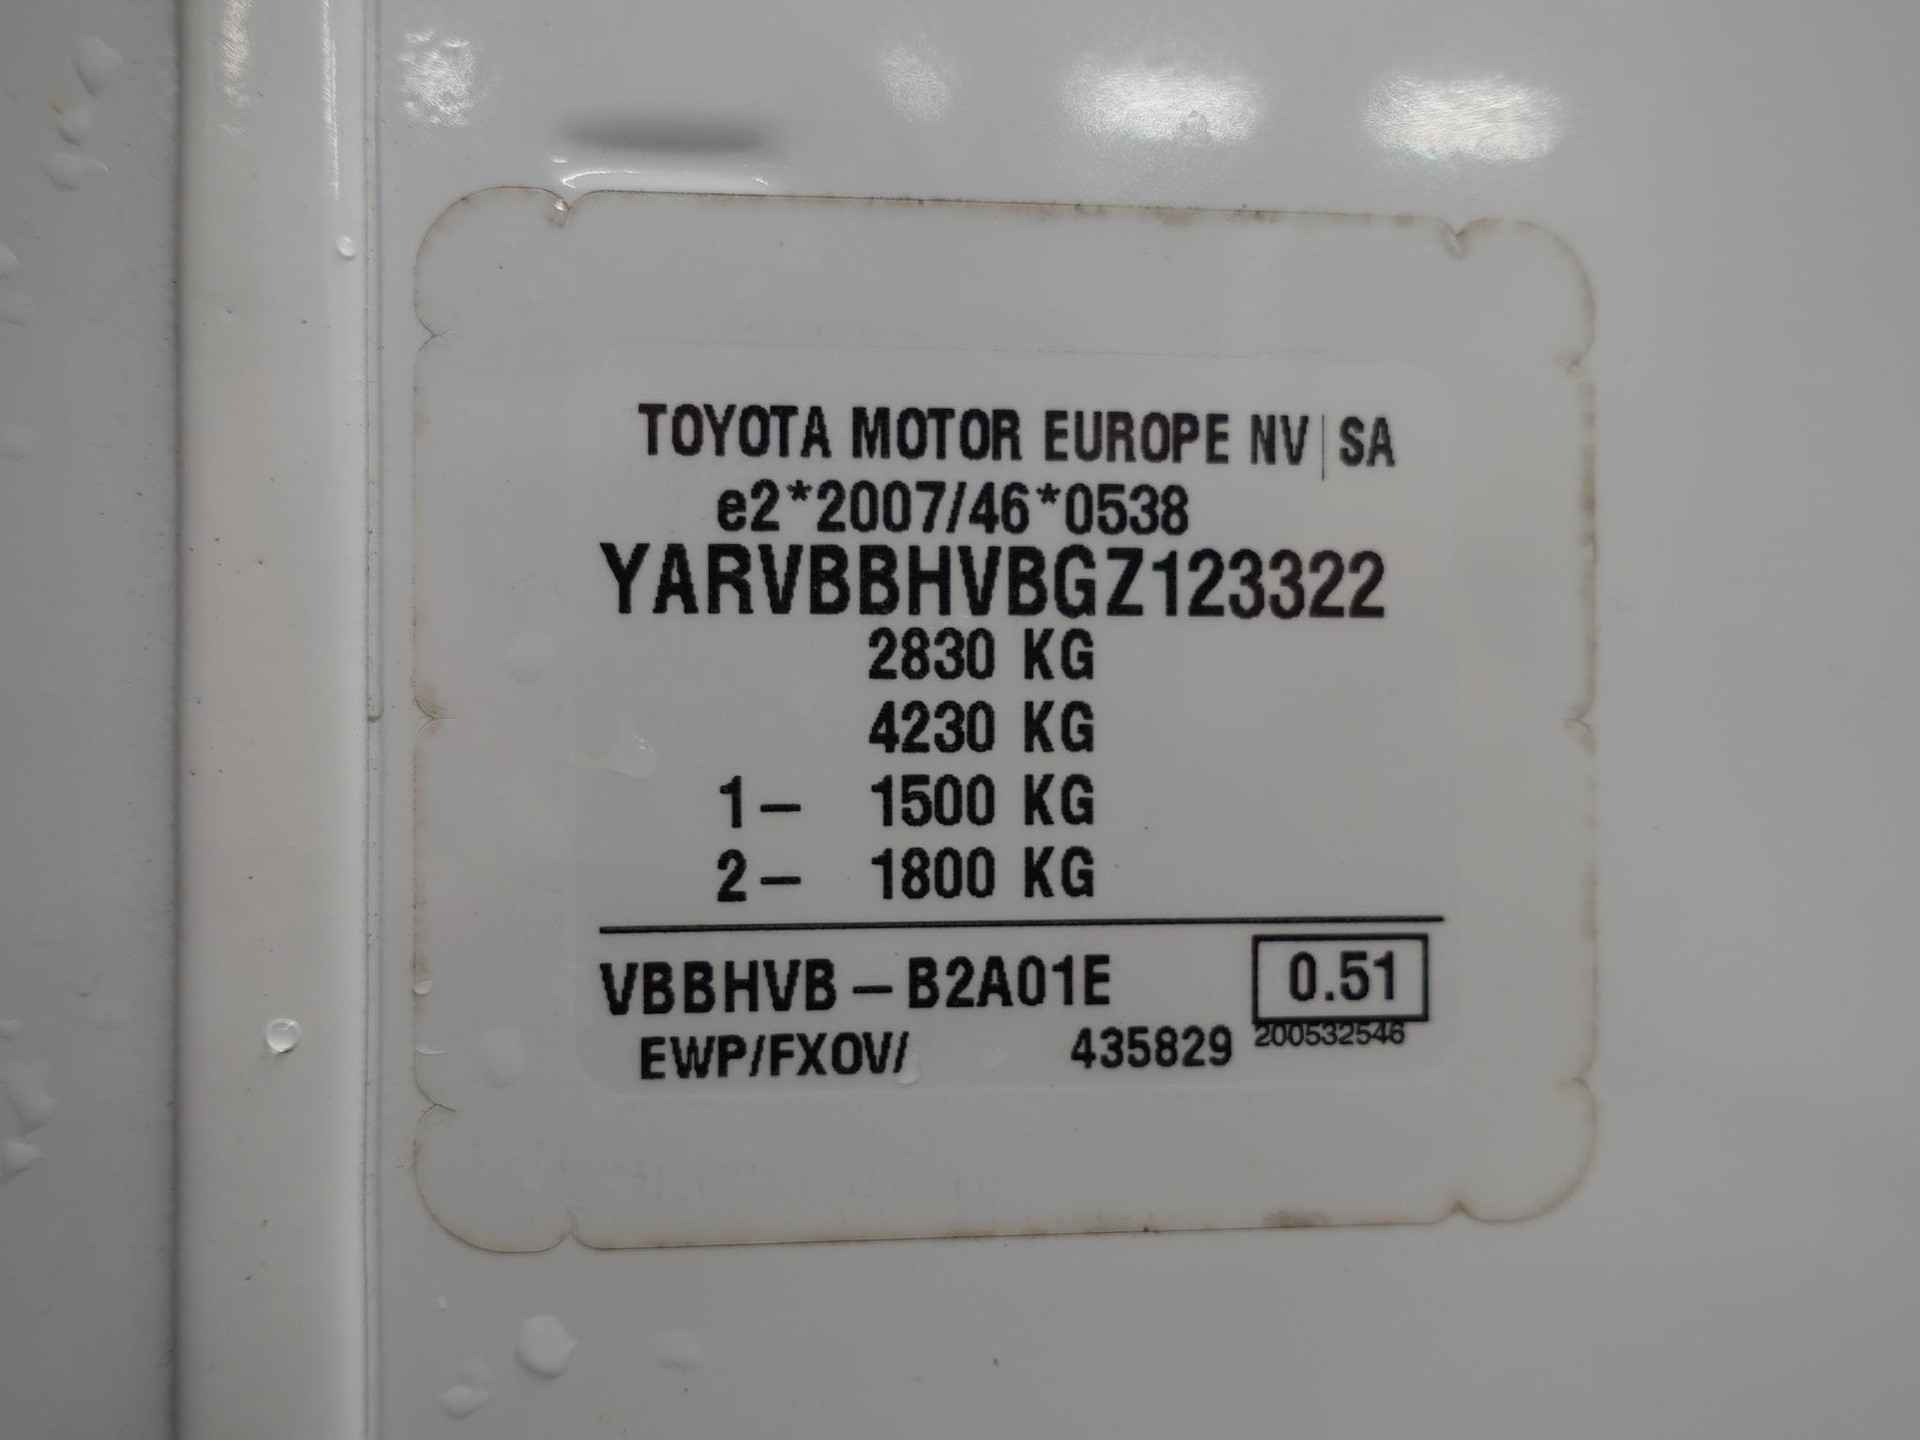 TOYOTA MOTOR EUROPE NV|SA
e2*2007/46*0538
YARVBBHVBGZ123322
2830 KG
4230 KG
1- 1500 KG
2- 1800 KG
VBBHVB-B2A01E 0.51
EWP/FXOV/ 435829 200532546